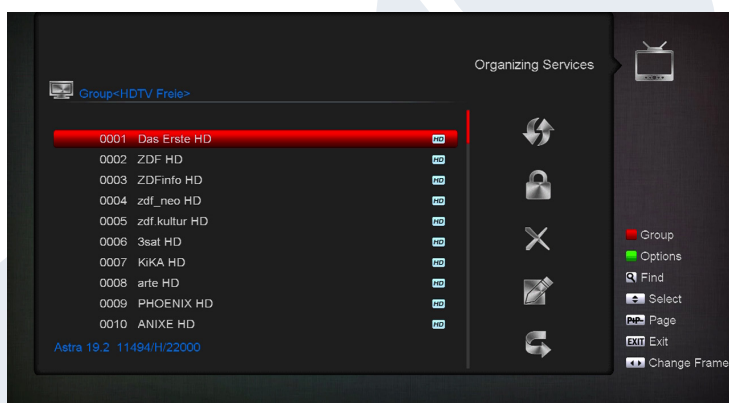 Organizing Services
Group<HDTV Freie>
0001 Das Erste HD HD
0002 ZDF HD HD
0003 ZDFinfo HD HD
0004 zdf_neo HD HD
0005 zdf.kultur HD HD
0006 3sat HD HD
0007 KiKA HD HD
0008 arte HD HD
0009 PHOENIX HD HD
0010 ANIXE HD HD
Astra 19.2 11494/H/22000
Group
Options
Find
Select
P+P- Page
EXIT Exit
Change Frame